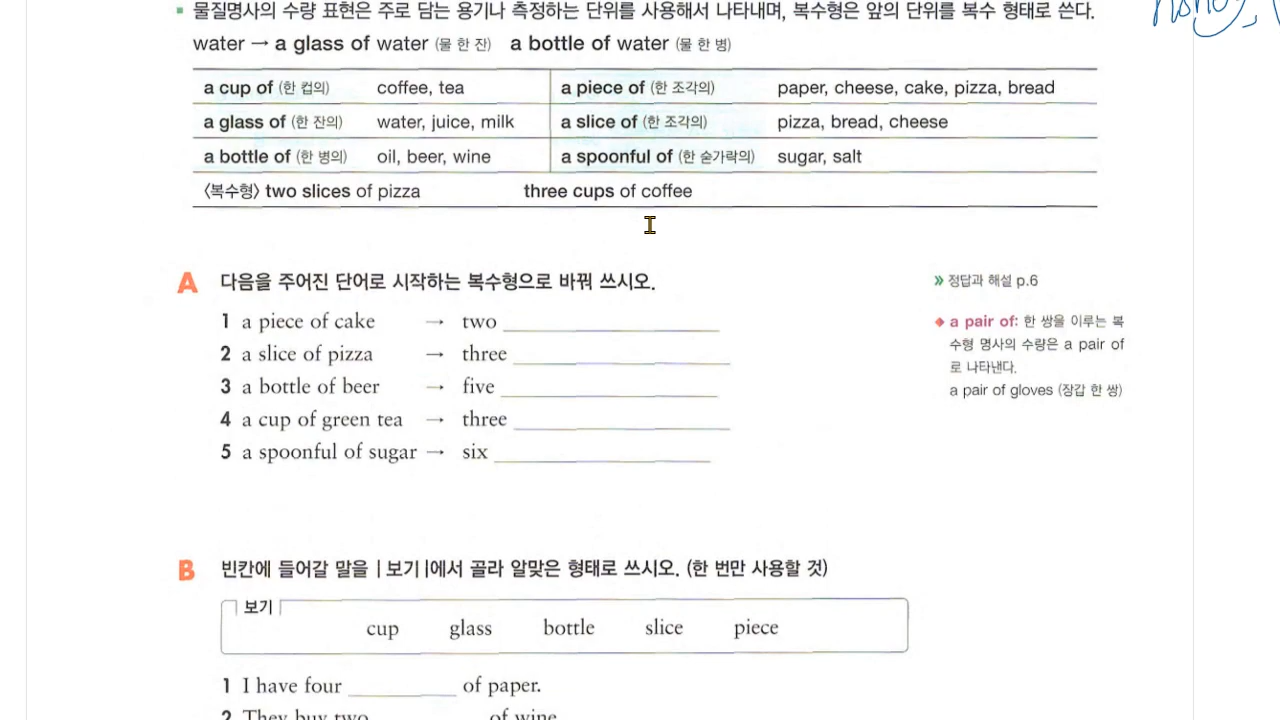 ▪ 물질명사의 수량 표현은 주로 담는 용기나 측정하는 단위를 사용해서 나타내며, 복수형은 앞의 단위를 복수 형태로 쓴다.
water → a glass of water (물 한 잔) a bottle of water (물 한 병)
a cup of (한 컵의) coffee, tea a piece of (한 조각의) paper, cheese, cake, pizza, bread
a glass of (한 잔의) water, juice, milk a slice of (한 조각의) pizza, bread, cheese
a bottle of (한 병의) oil, beer, wine a spoonful of (한 숟가락의) sugar, salt
〈복수형〉 two slices of pizza three cups of coffee
A 다음을 주어진 단어로 시작하는 복수형으로 바꿔 쓰시오.
1 a piece of cake → two ____
2 a slice of pizza → three ____
3 a bottle of beer → five ____
4 a cup of green tea → three ____
5 a spoonful of sugar → six ____
» 정답과 해설 p.6
◆ a pair of: 한 쌍을 이루는 복
수형 명사의 수량은 a pair of
로 나타낸다.
a pair of gloves (장갑 한 쌍)
B 빈칸에 들어갈 말을 |보기|에서 골라 알맞은 형태로 쓰시오. (한 번만 사용할 것)
보기
cup glass bottle slice piece
1 I have four ____ of paper.
2 They buy two ____ of wine